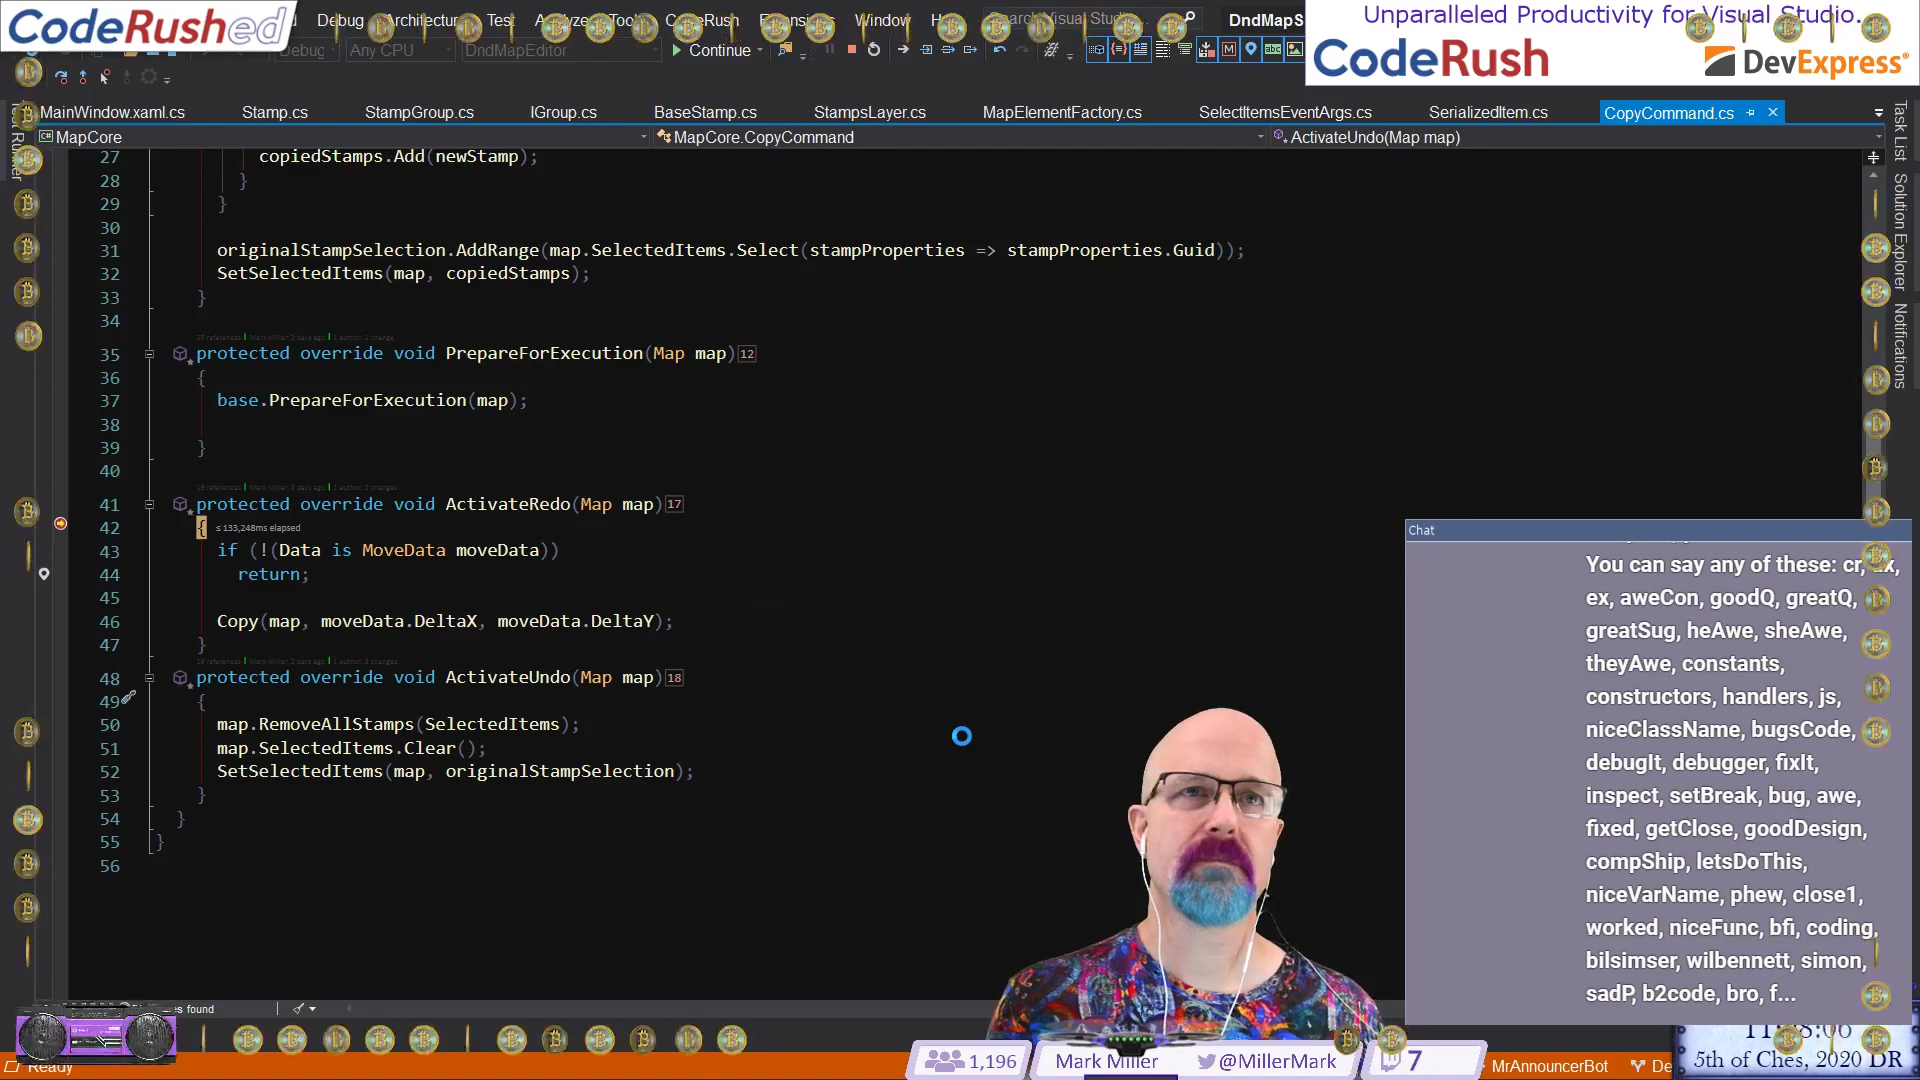 CodeRushed
Debug Architecture Test Analyze Tools CodeRush Extensions Window
DndMapS
Unparalleled Productivity for Visual Studio.
CodeRush
DevExpress
Debug Any CPU DndMapEditor Continue
MainWindow.xaml.cs Stamp.cs StampGroup.cs IGroup.cs BaseStamp.cs StampsLayer.cs MapElementFactory.cs SelectItemsEventArgs.cs SerializedItem.cs CopyCommand.cs
MapCore MapCore.CopyCommand ActivateUndo(Map map)
Task List
Solution Explorer
Notifications
27 copiedStamps.Add(newStamp);
28 }
29 }
30
31 originalStampSelection.AddRange(map.SelectedItems.Select(stampProperties => stampProperties.Guid));
32 SetSelectedItems(map, copiedStamps);
33 }
34
35 protected override void PrepareForExecution(Map map) 12
36 {
37 base.PrepareForExecution(map);
38
39 }
40
41 protected override void ActivateRedo(Map map) 17
42 { ≤ 133,248ms elapsed
43 if (!(Data is MoveData moveData))
44 return;
45
46 Copy(map, moveData.DeltaX, moveData.DeltaY);
47 }
48 protected override void ActivateUndo(Map map) 18
49 {
50 map.RemoveAllStamps(SelectedItems);
51 map.SelectedItems.Clear();
52 SetSelectedItems(map, originalStampSelection);
53 }
54 }
55 }
56
Chat
You can say any of these: cr,
ex, aweCon, goodQ, greatQ,
greatSug, heAwe, sheAwe,
theyAwe, constants,
constructors, handlers, js,
niceClassName, bugsCode,
debugIt, debugger, fixIt,
inspect, setBreak, bug, awe,
fixed, getClose, goodDesign,
compShip, letsDoThis,
niceVarName, phew, close1,
worked, niceFunc, bfi, coding,
bilsimser, wilbennett, simon,
sadP, b2code, bro, f...
found
Ready
1,196
Mark Miller
@MillerMark
7
MrAnnouncerBot
5th of Ches, 2020 DR